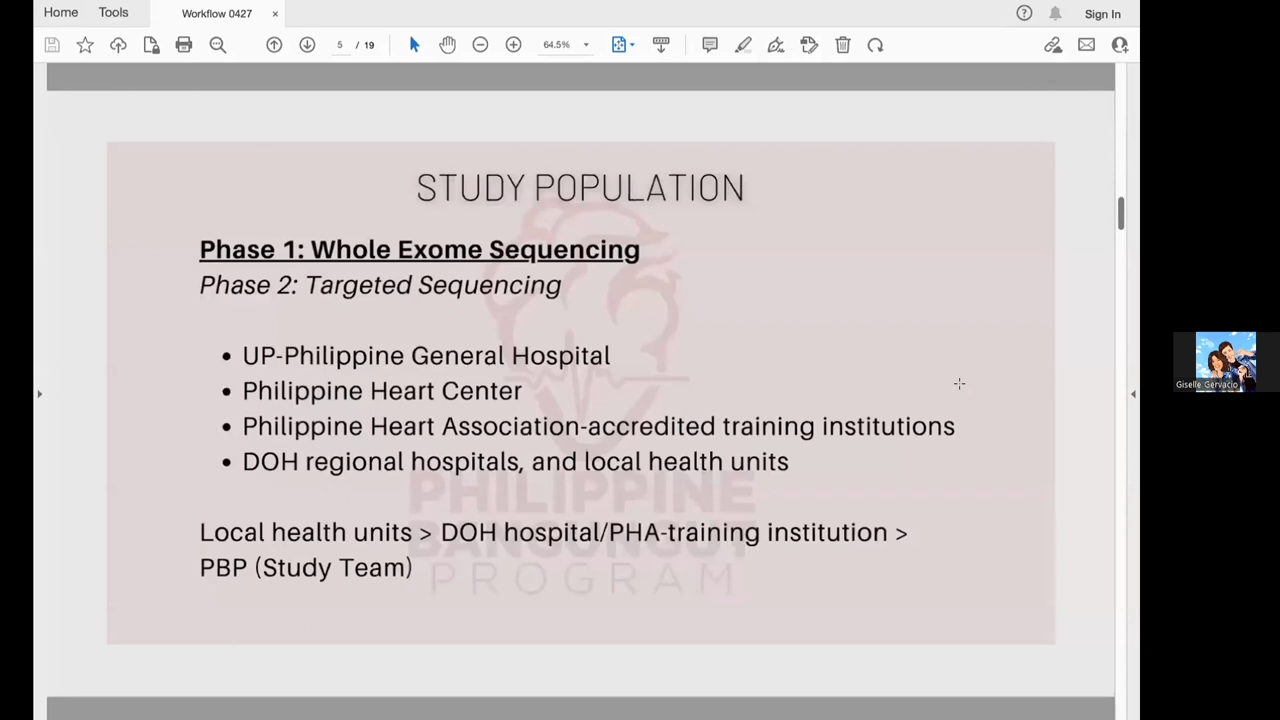 Home Tools Workflow 0427 × Sign In
5 / 19 64.5%
STUDY POPULATION
Phase 1: Whole Exome Sequencing
Phase 2: Targeted Sequencing
• UP-Philippine General Hospital
• Philippine Heart Center
• Philippine Heart Association-accredited training institutions
• DOH regional hospitals, and local health units
Local health units > DOH hospital/PHA-training institution >
PBP (Study Team)
PHILIPPINE
BANGUNGUT
PROGRAM
Giselle Gervacio